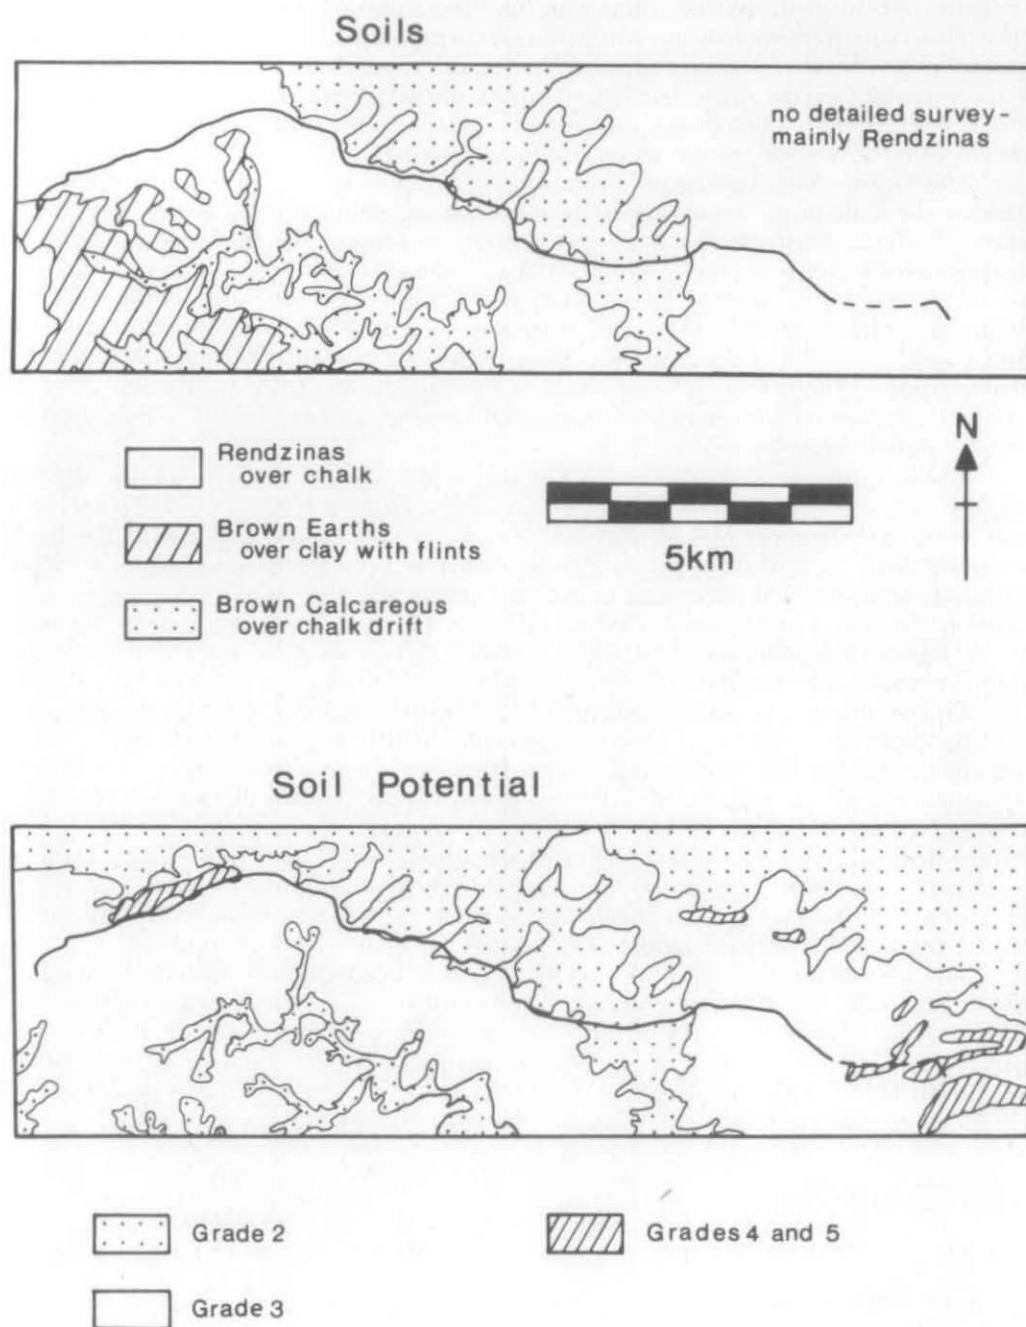 Soils
no detailed survey-
mainly Rendzinas
Rendzinas
over chalk
Brown Earths
over clay with flints
Brown Calcareous
over chalk drift
N
5km
Soil Potential
Grade 2
Grades 4 and 5
Grade 3